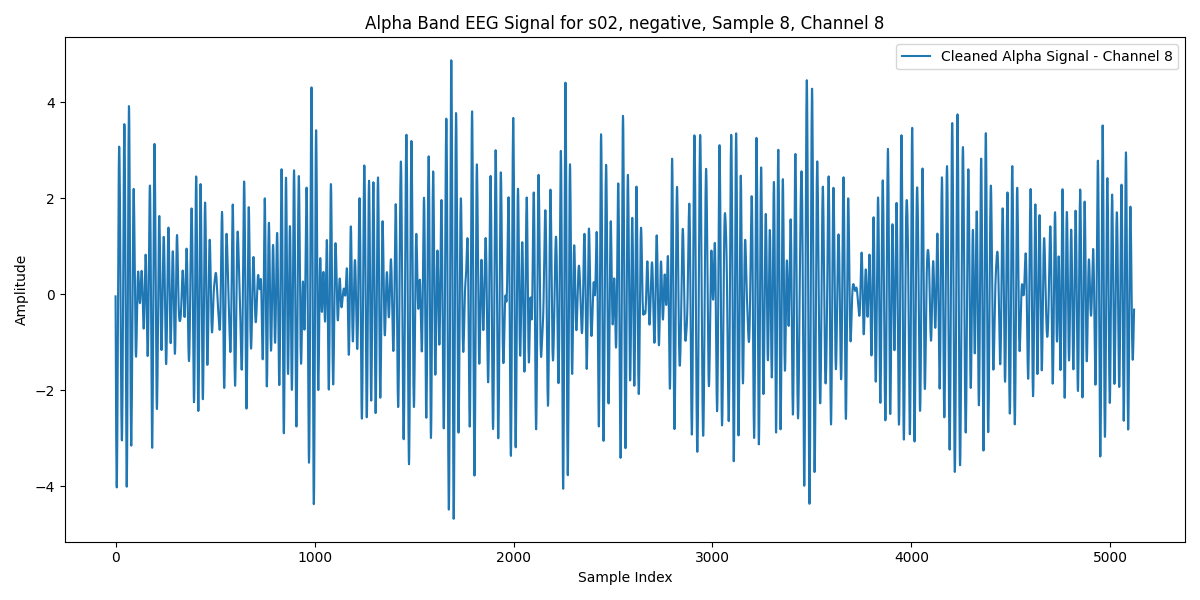 Alpha Band EEG Signal for s02, negative, Sample 8, Channel 8
Cleaned Alpha Signal - Channel 8
Amplitude
4
2
0
−2
−4
0 1000 2000 3000 4000 5000
Sample Index